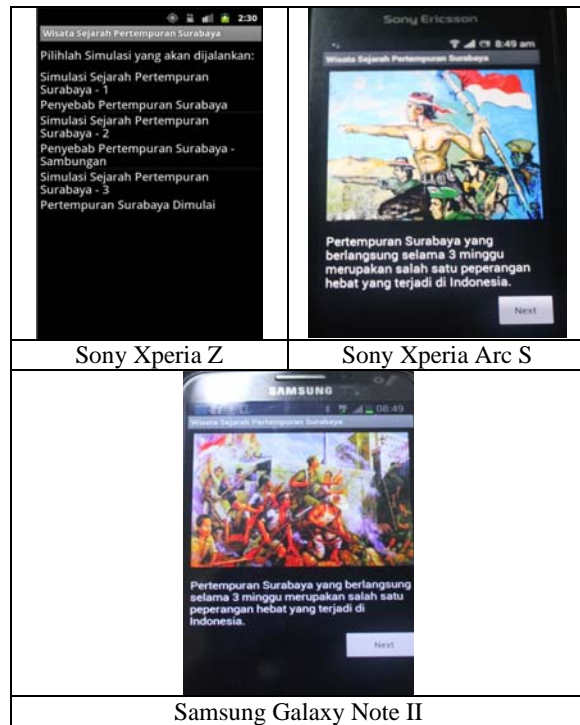 2:30
Wisata Sejarah Pertempuran Surabaya
Pilihlah Simulasi yang akan dijalankan:
Simulasi Sejarah Pertempuran
Surabaya - 1
Penyebab Pertempuran Surabaya
Simulasi Sejarah Pertempuran
Surabaya - 2
Penyebab Pertempuran Surabaya -
Sambungan
Simulasi Sejarah Pertempuran
Surabaya - 3
Pertempuran Surabaya Dimulai
Sony Ericsson
8:49 am
Wisata Sejarah Pertempuran Surabaya
Pertempuran Surabaya yang
berlangsung selama 3 minggu
merupakan salah satu peperangan
hebat yang terjadi di Indonesia.
Next
Sony Xperia Z
Sony Xperia Arc S
SAMSUNG
08:49
Wisata Sejarah Pertempuran Surabaya
Pertempuran Surabaya yang berlangsung
selama 3 minggu merupakan salah satu
peperangan hebat yang terjadi di
Indonesia.
Next
Samsung Galaxy Note II